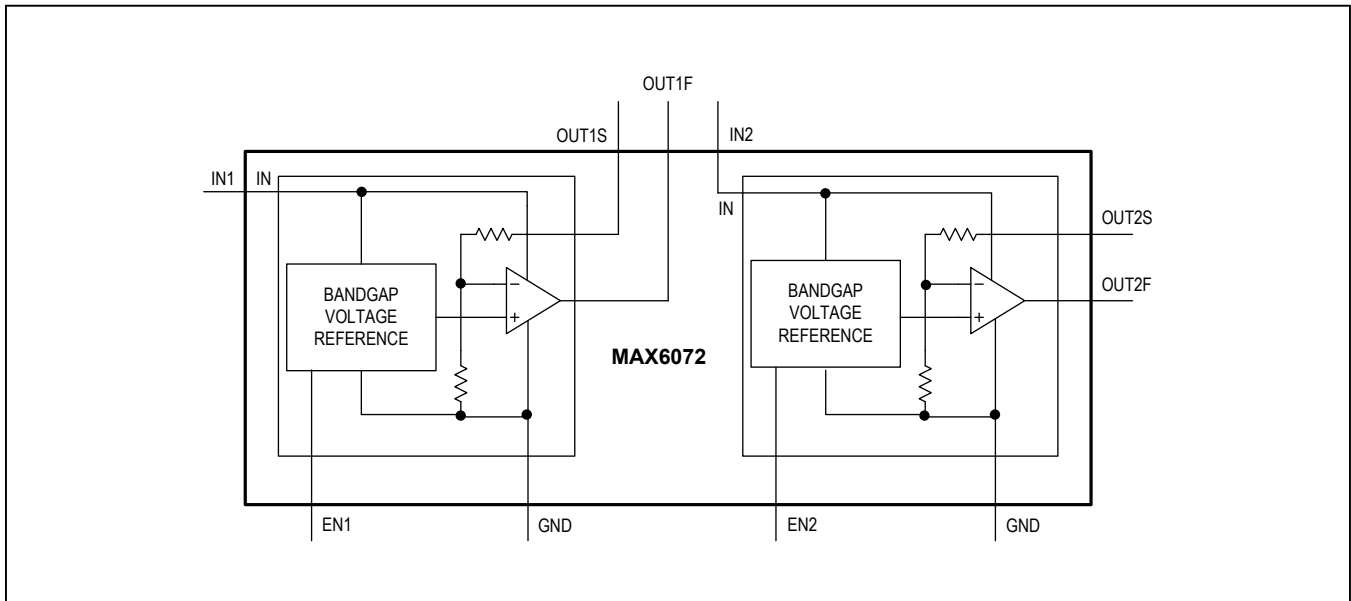 OUT1F
OUT1S
IN2
IN1
IN
IN
OUT2S
BANDGAP
VOLTAGE
REFERENCE
−
+
BANDGAP
VOLTAGE
REFERENCE
−
+
OUT2F
MAX6072
EN1
GND
EN2
GND